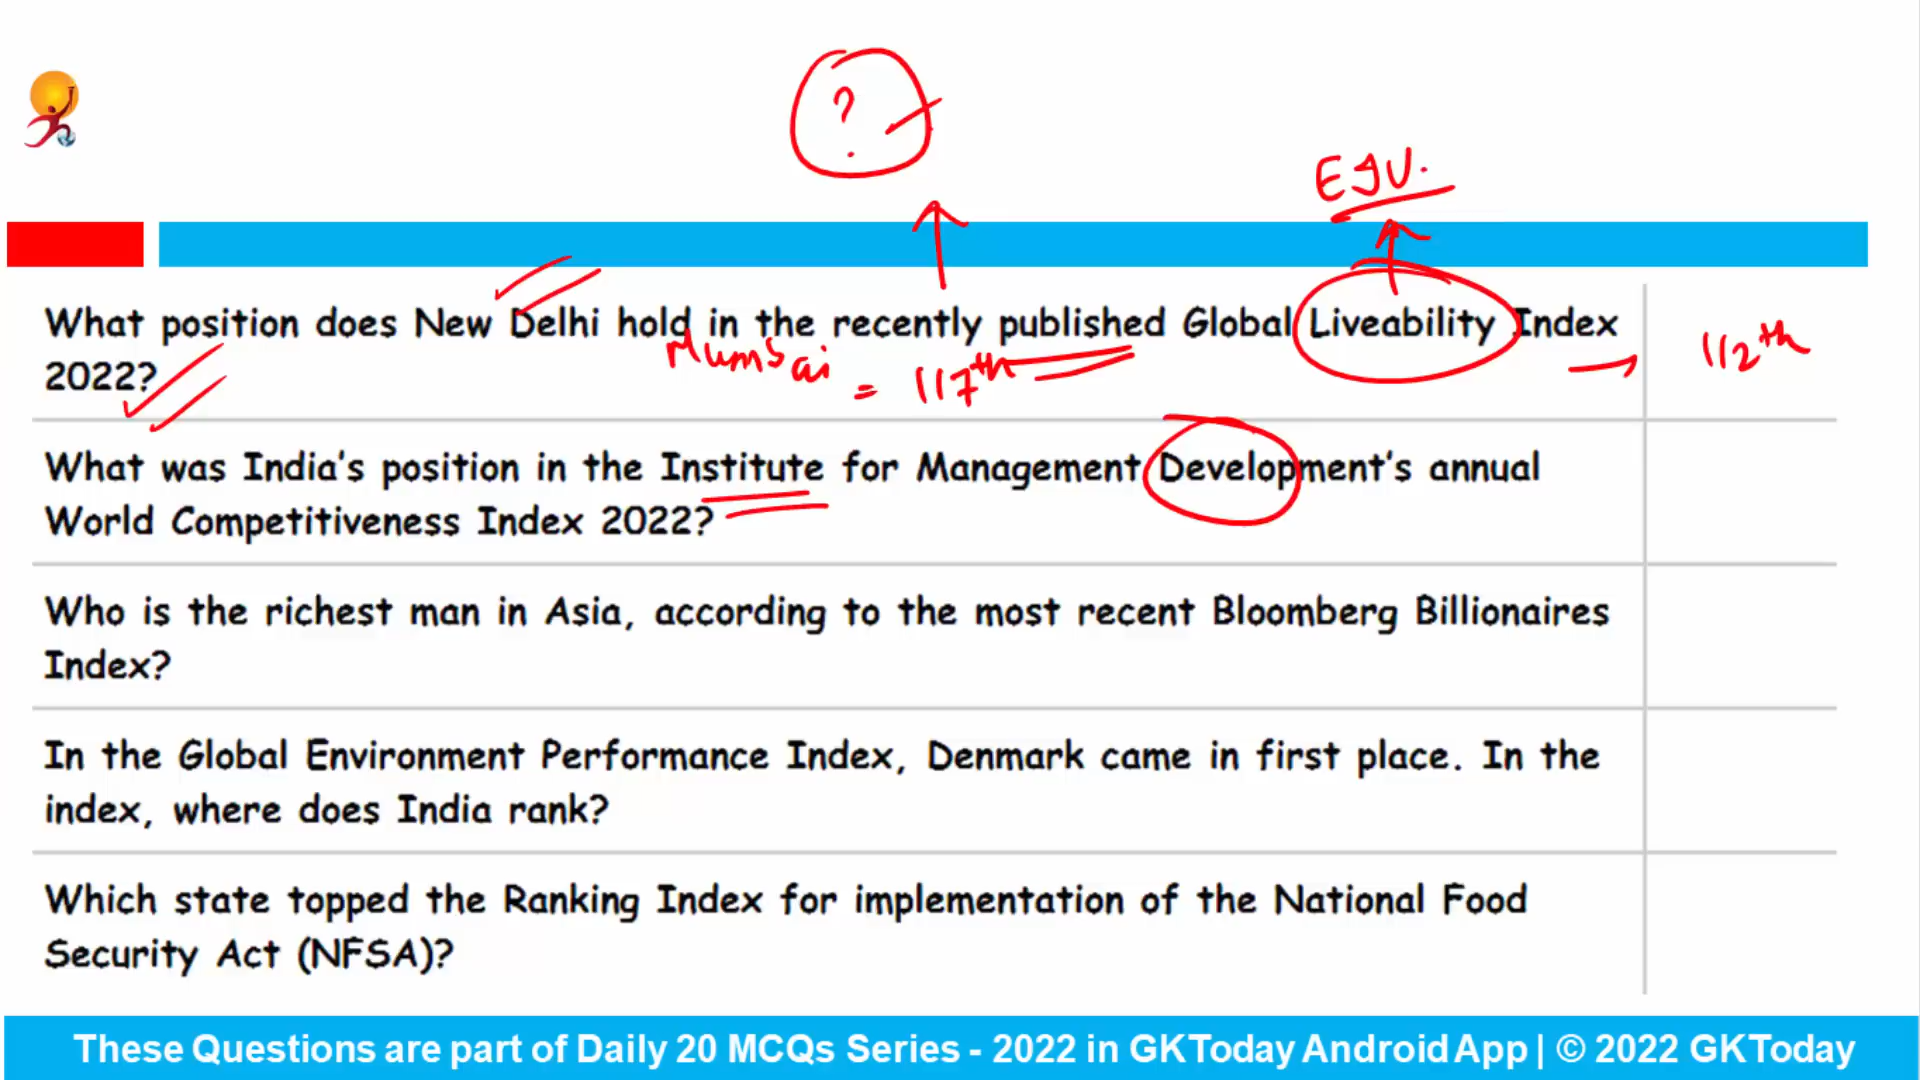 ?
EIU.
What position does New Delhi hold in the recently published Global Liveability Index
2022?
Mumbai = 117th
112th
What was India's position in the Institute for Management Development's annual
World Competitiveness Index 2022?
Who is the richest man in Asia, according to the most recent Bloomberg Billionaires
Index?
In the Global Environment Performance Index, Denmark came in first place. In the
index, where does India rank?
Which state topped the Ranking Index for implementation of the National Food
Security Act (NFSA)?
These Questions are part of Daily 20 MCQs Series - 2022 in GKToday Android App | © 2022 GKToday